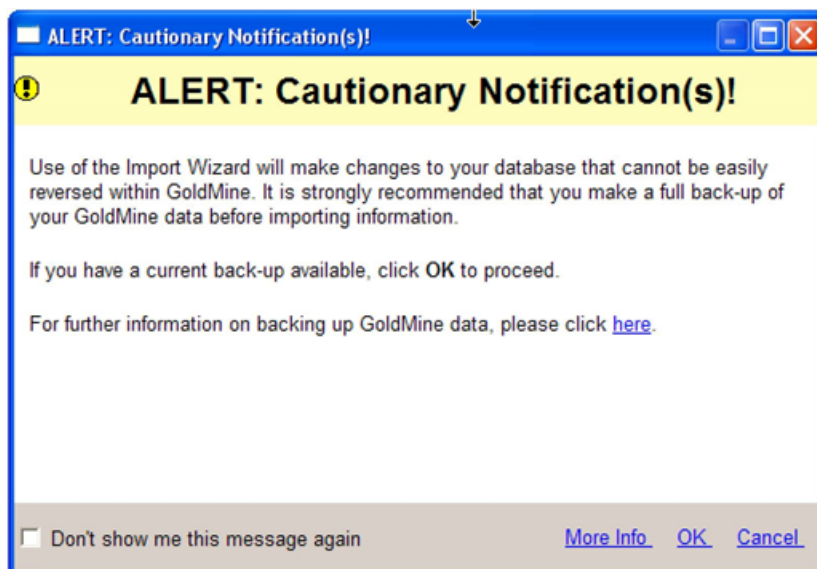 ALERT: Cautionary Notification(s)!
ALERT: Cautionary Notification(s)!
Use of the Import Wizard will make changes to your database that cannot be easily
reversed within GoldMine. It is strongly recommended that you make a full back-up of
your GoldMine data before importing information.
If you have a current back-up available, click OK to proceed.
For further information on backing up GoldMine data, please click here.
Don't show me this message again
More Info OK Cancel